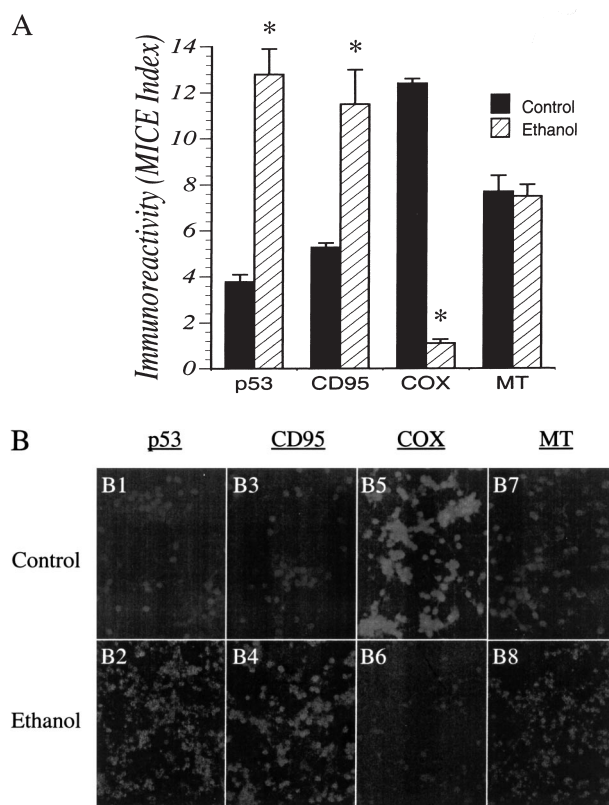 A
Immunoreactivity (MICE Index)
14
12
10
8
6
4
2
0
*
*
*
Control
Ethanol
p53
CD95
COX
MT
B
p53
CD95
COX
MT
Control
B1
B3
B5
B7
Ethanol
B2
B4
B6
B8